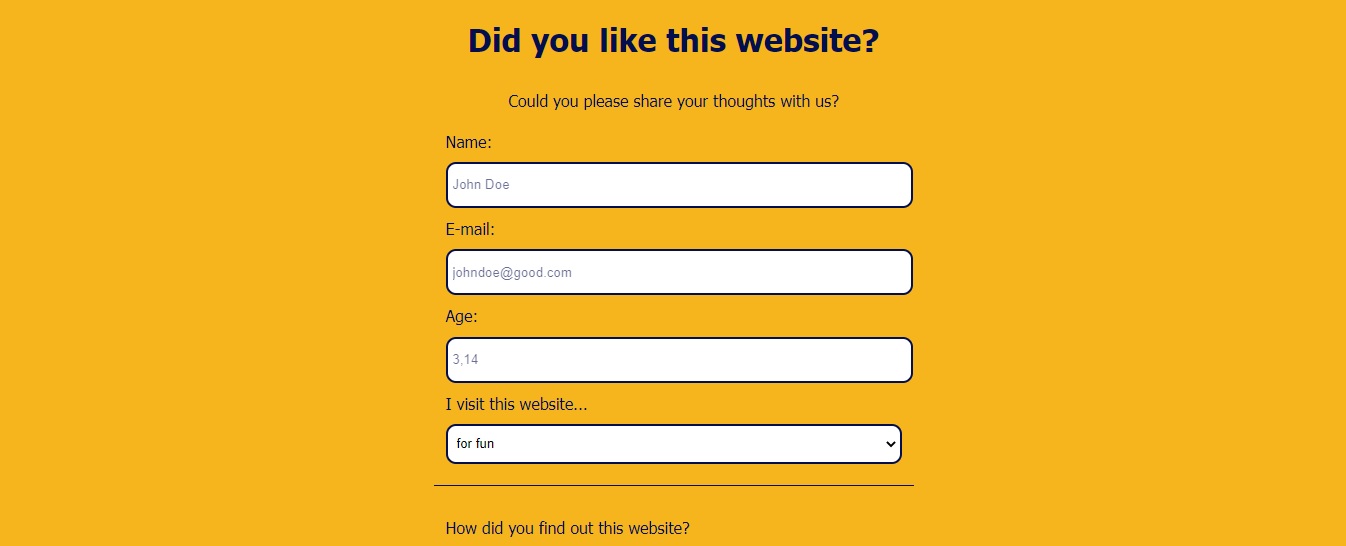 Did you like this website?
Could you please share your thoughts with us?
Name:
John Doe
E-mail:
johndoe@good.com
Age:
3,14
I visit this website...
for fun
How did you find out this website?